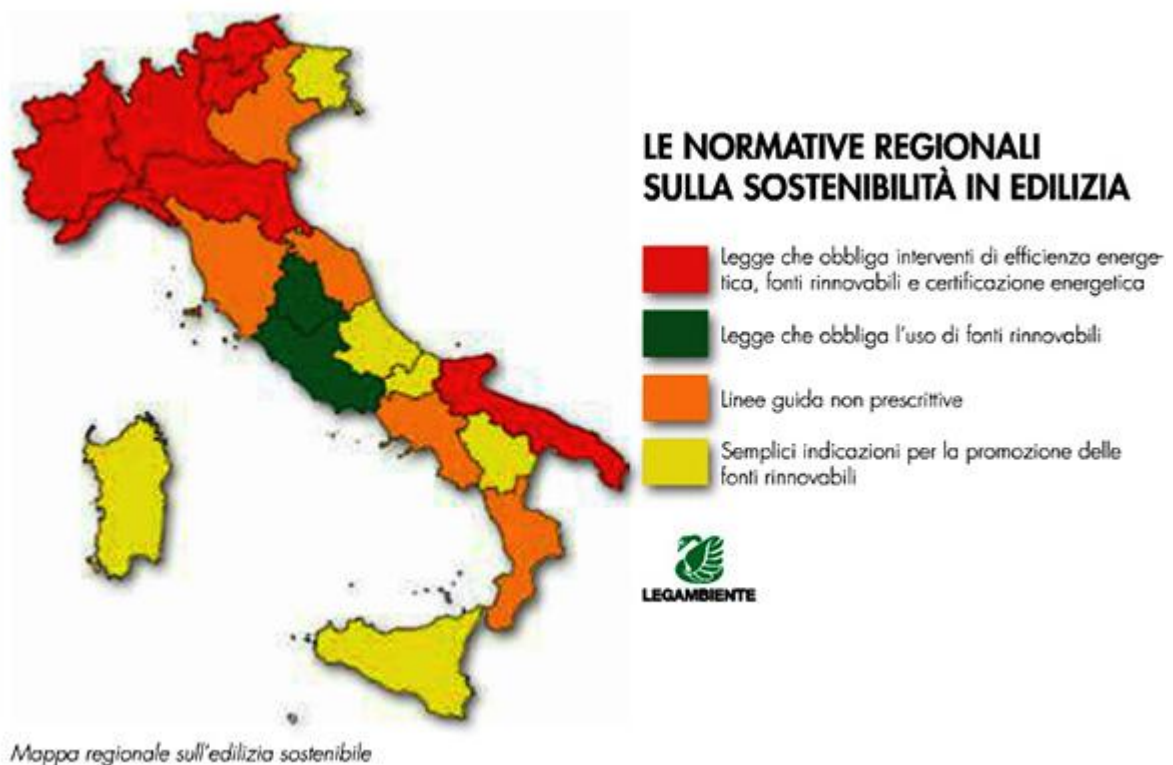 LE NORMATIVE REGIONALI
SULLA SOSTENIBILITÀ IN EDILIZIA
Legge che obbliga interventi di efficienza energe-
tica, fonti rinnovabili e certificazione energetica
Legge che obbliga l'uso di fonti rinnovabili
Linee guida non prescrittive
Semplici indicazioni per la promozione delle
fonti rinnovabili
LEGAMBIENTE
Mappa regionale sull'edilizia sostenibile